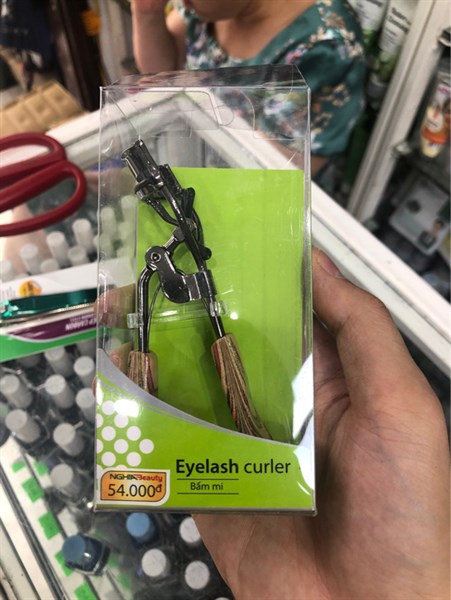 NGHIA Beauty
54.000đ
Eyelash curler
Bấm mi